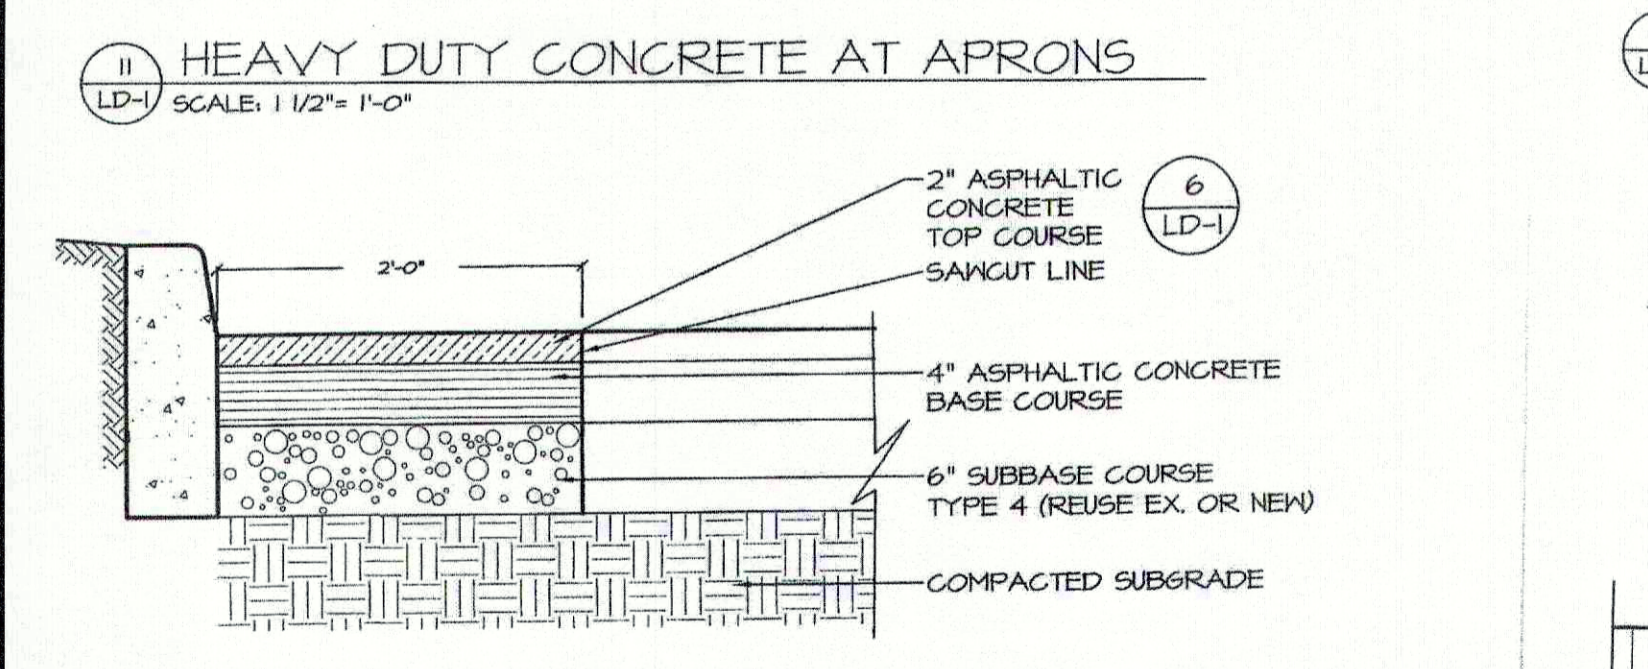 11
LD-1
HEAVY DUTY CONCRETE AT APRONS
SCALE: 1 1/2"= 1'-0"
2'-0"
2" ASPHALTIC
CONCRETE
TOP COURSE
6
LD-1
SAWCUT LINE
4" ASPHALTIC CONCRETE
BASE COURSE
6" SUBBASE COURSE
TYPE 4 (REUSE EX. OR NEW)
COMPACTED SUBGRADE